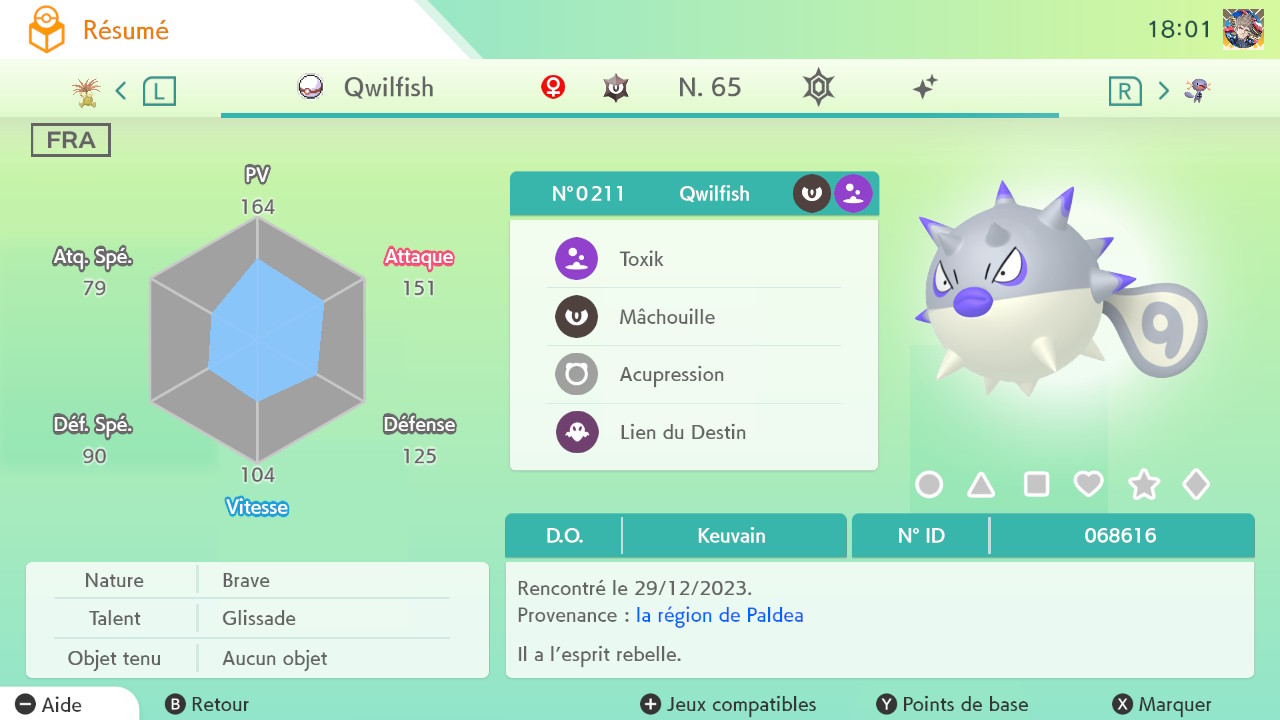 Résumé
18:01
L
Qwilfish
N. 65
R
FRA
PV
164
Atq. Spé.
79
Attaque
151
Déf. Spé.
90
Défense
125
104
Vitesse
N°0211 Qwilfish
Toxik
Mâchouille
Acupression
Lien du Destin
D.O. Keuvain N° ID 068616
Nature Brave
Talent Glissade
Objet tenu Aucun objet
Rencontré le 29/12/2023.
Provenance : la région de Paldea
Il a l'esprit rebelle.
Aide
B Retour
Jeux compatibles
Y Points de base
X Marquer